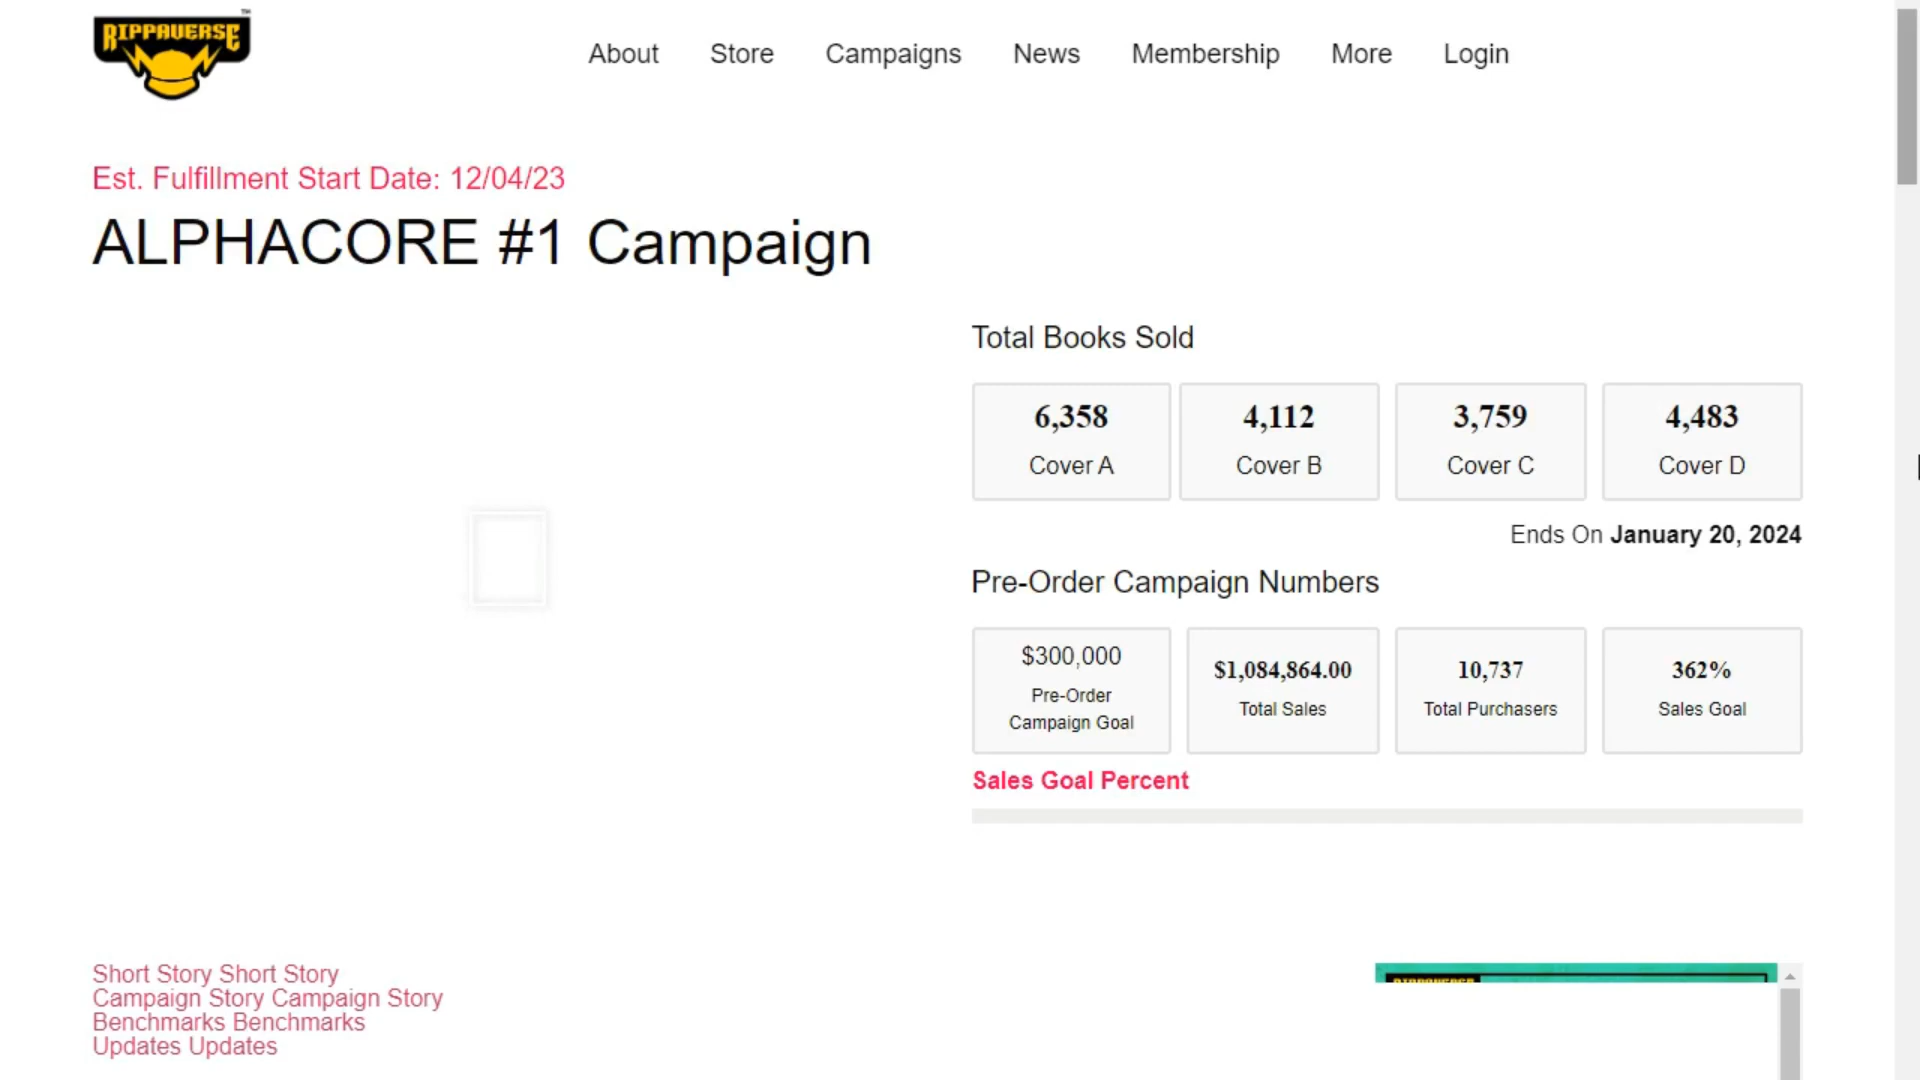 RIPPAVERSE
TM
About Store Campaigns News Membership More Login
Est. Fulfillment Start Date: 12/04/23
ALPHACORE #1 Campaign
Total Books Sold
6,358 4,112 3,759 4,483
Cover A Cover B Cover C Cover D
Ends On January 20, 2024
Pre-Order Campaign Numbers
$300,000
Pre-Order
Campaign Goal
$1,084,864.00
Total Sales
10,737
Total Purchasers
362%
Sales Goal
Sales Goal Percent
Short Story Short Story
Campaign Story Campaign Story
Benchmarks Benchmarks
Updates Updates